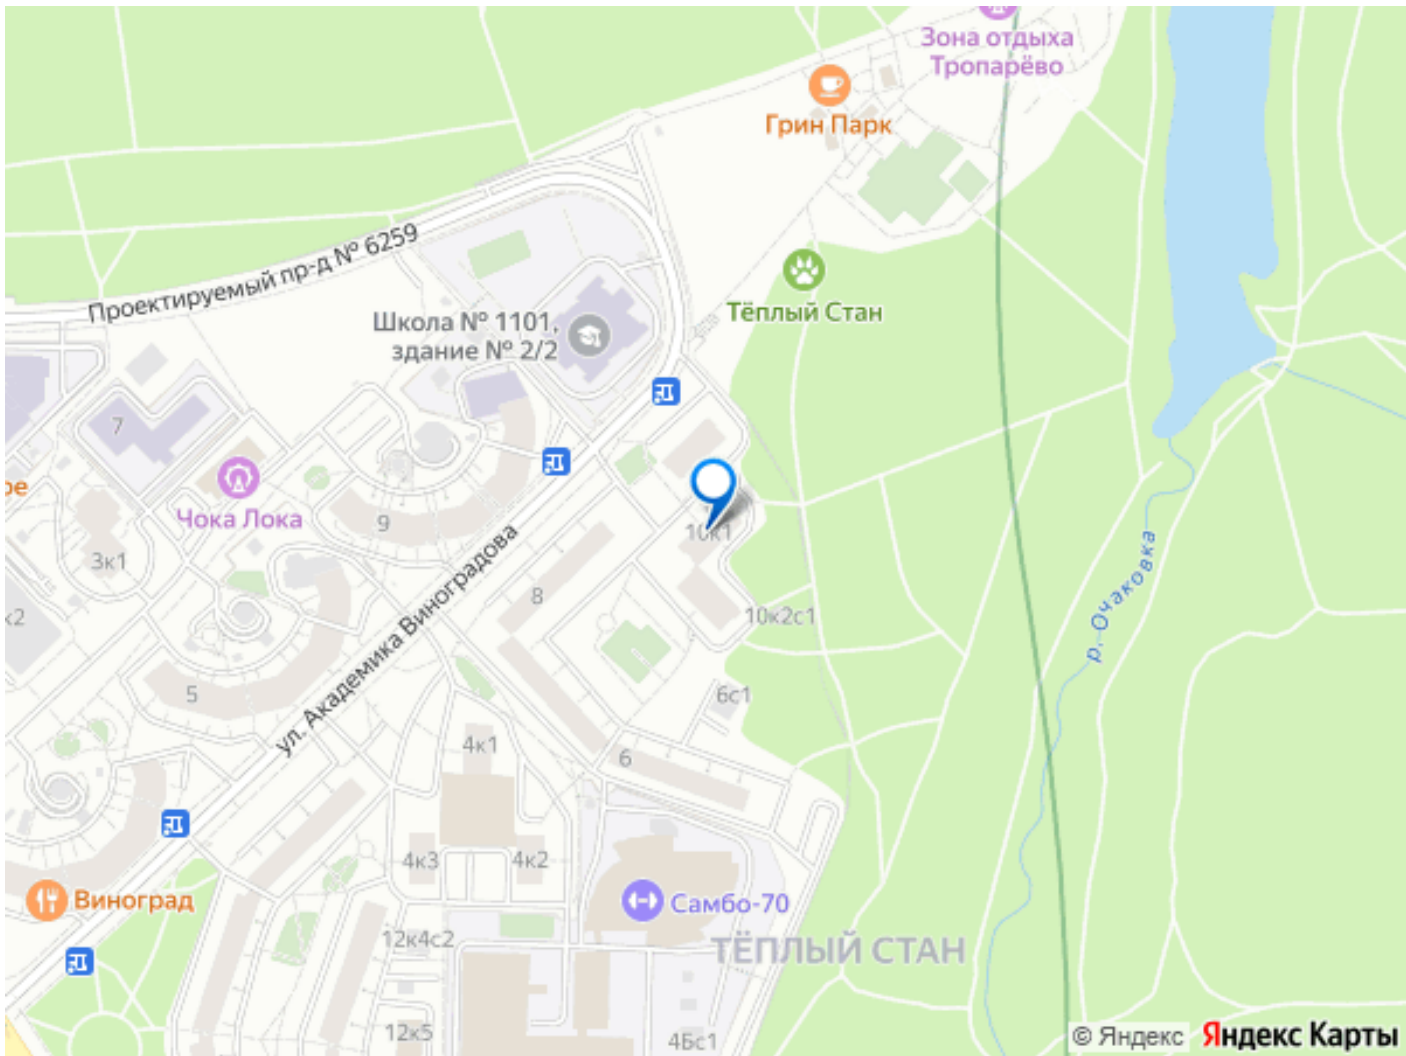 Зона отдыха
Тропарёво
Грин Парк
Проектируемый пр-д № 6259
Тёплый Стан
Школа № 1101,
здание № 2/2
7
Чока Лока
9
3к1
10к1
8
10к2с1
ул. Академика Виноградова
р. Очаковка
к2
5
6с1
4к1
6
4к3
4к2
Виноград
Самбо-70
12к4с2
ТЁПЛЫЙ СТАН
12к5
4Бс1
© Яндекс Яндекс Карты